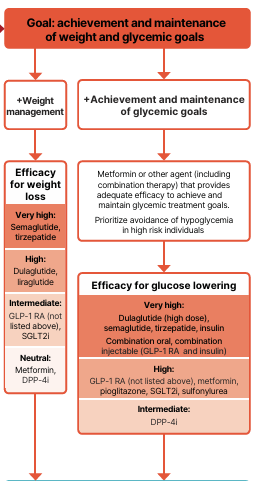 Goal: achievement and maintenance
of weight and glycemic goals
+Weight
management
+Achievement and maintenance
of glycemic goals
Efficacy
for weight
loss
Very high:
Semaglutide,
tirzepatide
High:
Dulaglutide,
liraglutide
Intermediate:
GLP-1 RA (not
listed above),
SGLT2i
Neutral:
Metformin,
DPP-4i
Metformin or other agent (including
combination therapy) that provides
adequate efficacy to achieve and
maintain glycemic treatment goals.
Prioritize avoidance of hypoglycemia
in high risk individuals
Efficacy for glucose lowering
Very high:
Dulaglutide (high dose),
semaglutide, tirzepatide, insulin
Combination oral, combination
injectable (GLP-1 RA and insulin)
High:
GLP-1 RA (not listed above), metformin,
pioglitazone, SGLT2i, sulfonylurea
Intermediate:
DPP-4i